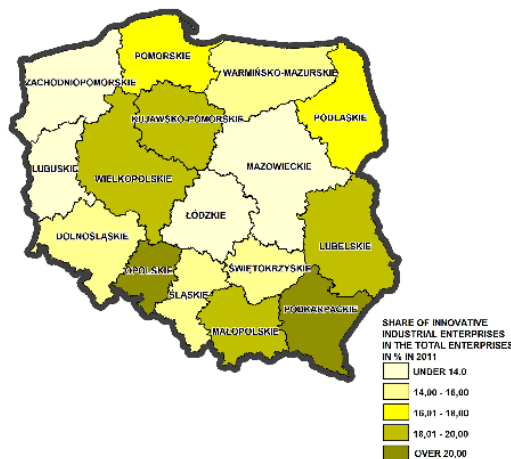 POMORSKIE
ZACHODNIOPOMORSKIE
WARMIŃSKO-MAZURSKIE
KUJAWSKO-POMORSKIE
PODLASKIE
LUBUSKIE
WIELKOPOLSKIE
MAZOWIECKIE
ŁÓDZKIE
DOLNOŚLĄSKIE
LUBELSKIE
OPOLSKIE
ŚWIĘTOKRZYSKIE
ŚLĄSKIE
PODKARPACKIE
MAŁOPOLSKIE
SHARE OF INNOVATIVE
INDUSTRIAL ENTERPRISES
IN THE TOTAL ENTERPRISES
IN % IN 2011
UNDER 14.0
14,00 - 16,00
16,01 - 18,00
18,01 - 20,00
OVER 20,00